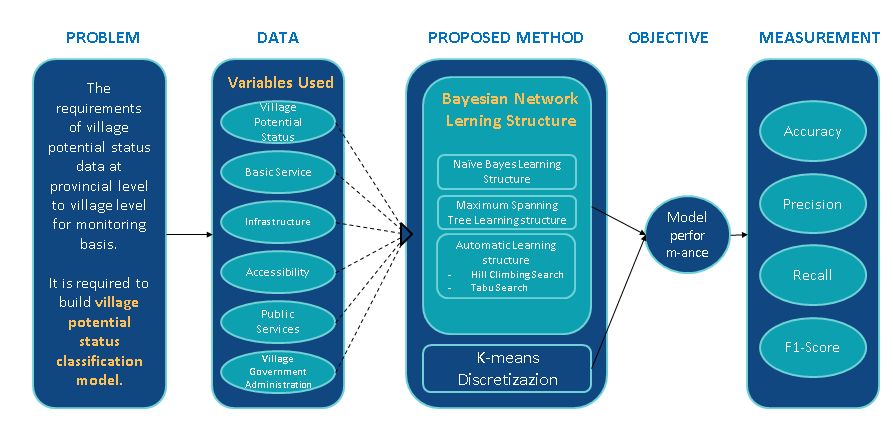 PROBLEM
DATA
PROPOSED METHOD
OBJECTIVE
MEASUREMENT
The
requirements
of village
potential status
data at
provincial level
to village level
for monitoring
basis.
It is required to
build village
potential
status
classification
model.
Variables Used
Village
Potential
Status
Basic Service
Infrastructure
Accessibility
Public
Services
Village
Government
Administration
Bayesian Network
Lerning Structure
Naïve Bayes Learning
Structure
Maximum Spanning
Tree Learning structure
Automatic Learning
structure
- Hill Climbing Search
- Tabu Search
K-means
Discretizazion
Model
perfor
m-ance
Accuracy
Precision
Recall
F1-Score